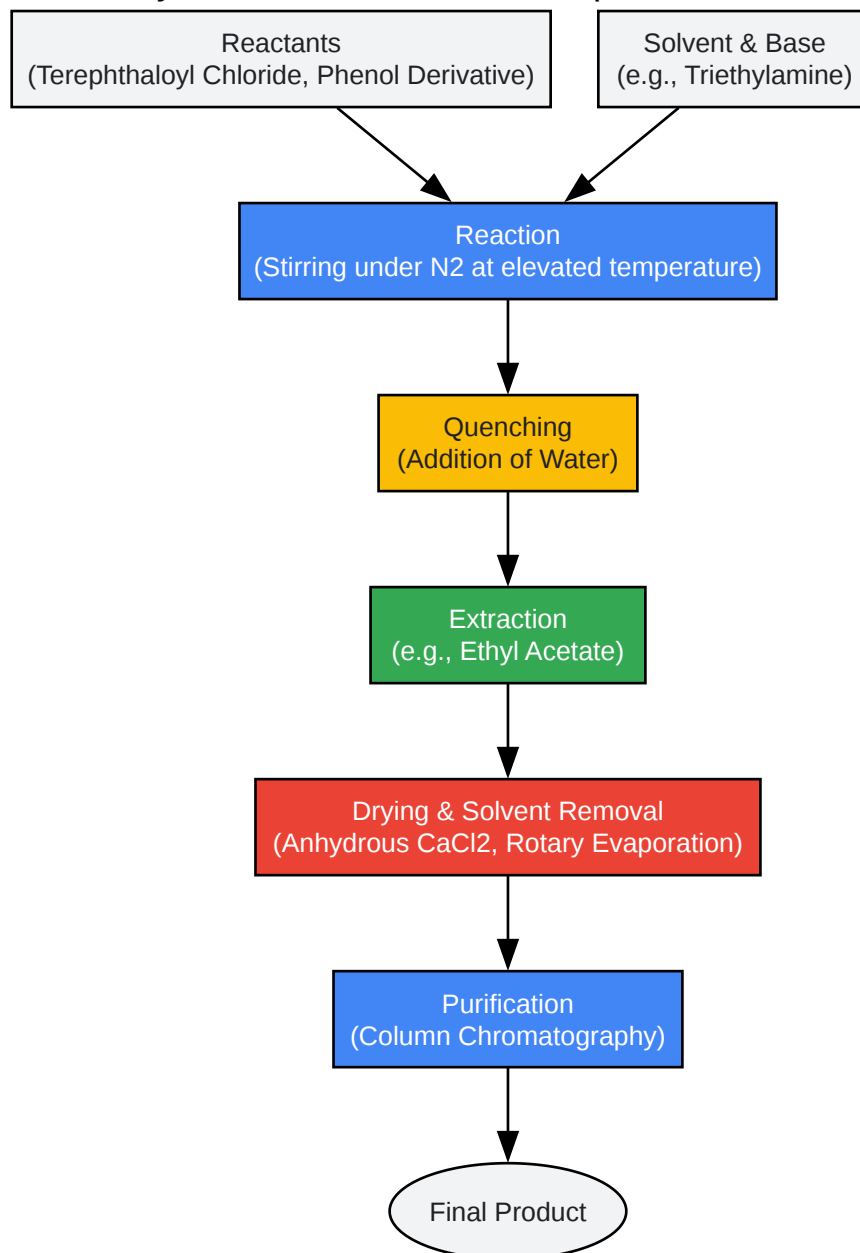 Reactants
(Terephthaloyl Chloride, Phenol Derivative)
Solvent & Base
(e.g., Triethylamine)
Reaction
(Stirring under N2 at elevated temperature)
Quenching
(Addition of Water)
Extraction
(e.g., Ethyl Acetate)
Drying & Solvent Removal
(Anhydrous CaCl2, Rotary Evaporation)
Purification
(Column Chromatography)
Final Product